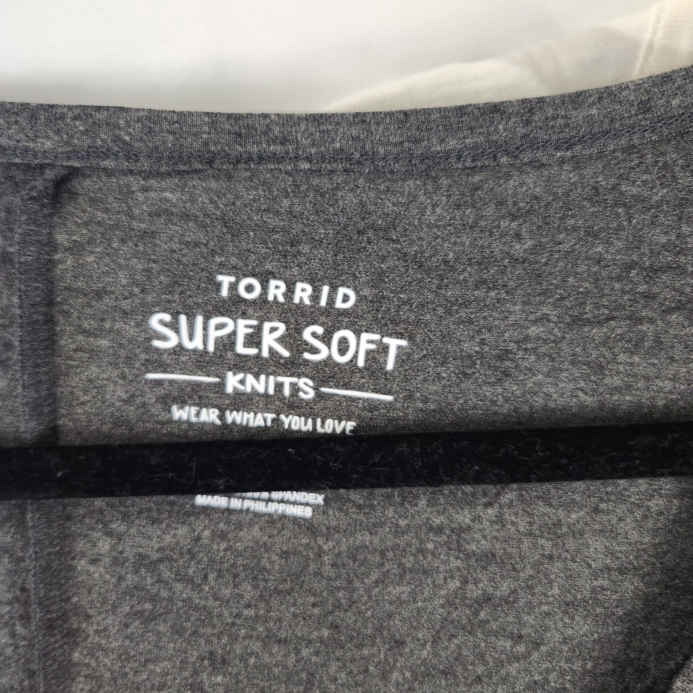 TORRID
SUPER SOFT
KNITS
WEAR WHAT YOU LOVE
SPANDEX
MADE IN PHILIPPINES